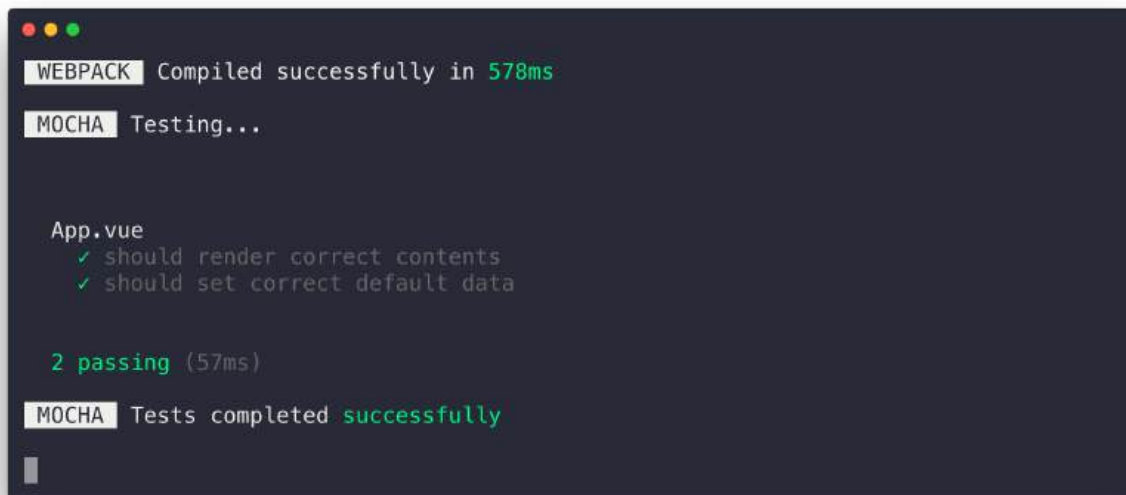 WEBPACK Compiled successfully in 578ms
MOCHA Testing...
App.vue
✓ should render correct contents
✓ should set correct default data
2 passing (57ms)
MOCHA Tests completed successfully